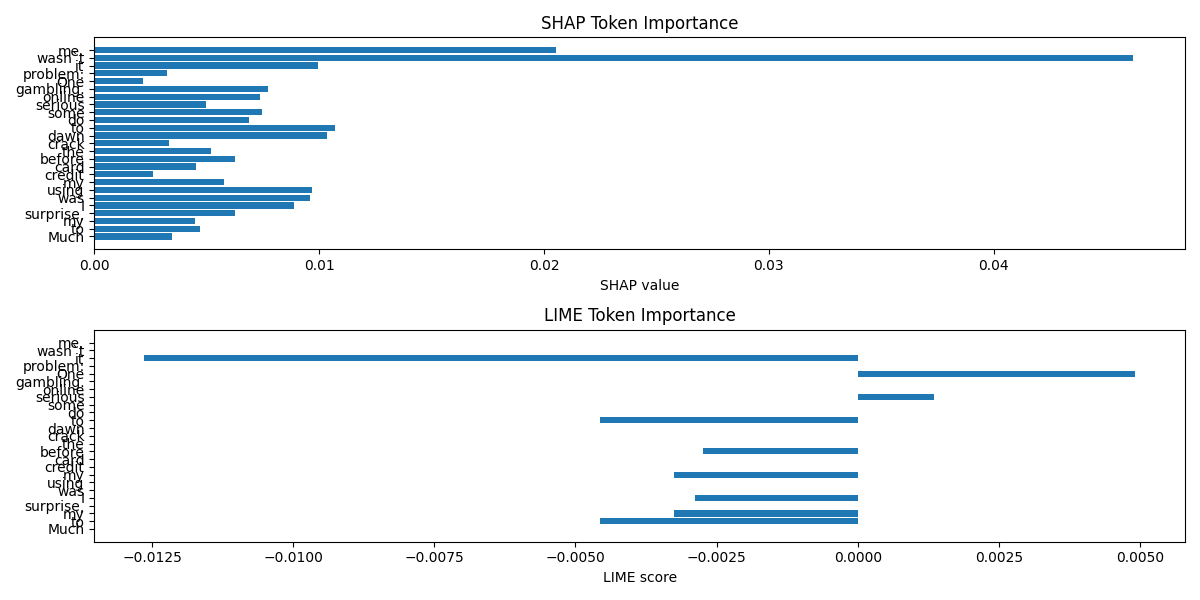 SHAP Token Importance
me.
wasn't
it
problem:
One
gambling.
online
serious
some
do
to
dawn
crack
the
before
card
credit
my
using
was
I
surprise,
my
to
Much
0.00 0.01 0.02 0.03 0.04
SHAP value
LIME Token Importance
me.
wasn't
it
problem:
One
gambling.
online
serious
some
do
to
dawn
crack
the
before
card
credit
my
using
was
I
surprise,
my
to
Much
−0.0125 −0.0100 −0.0075 −0.0050 −0.0025 0.0000 0.0025 0.0050
LIME score